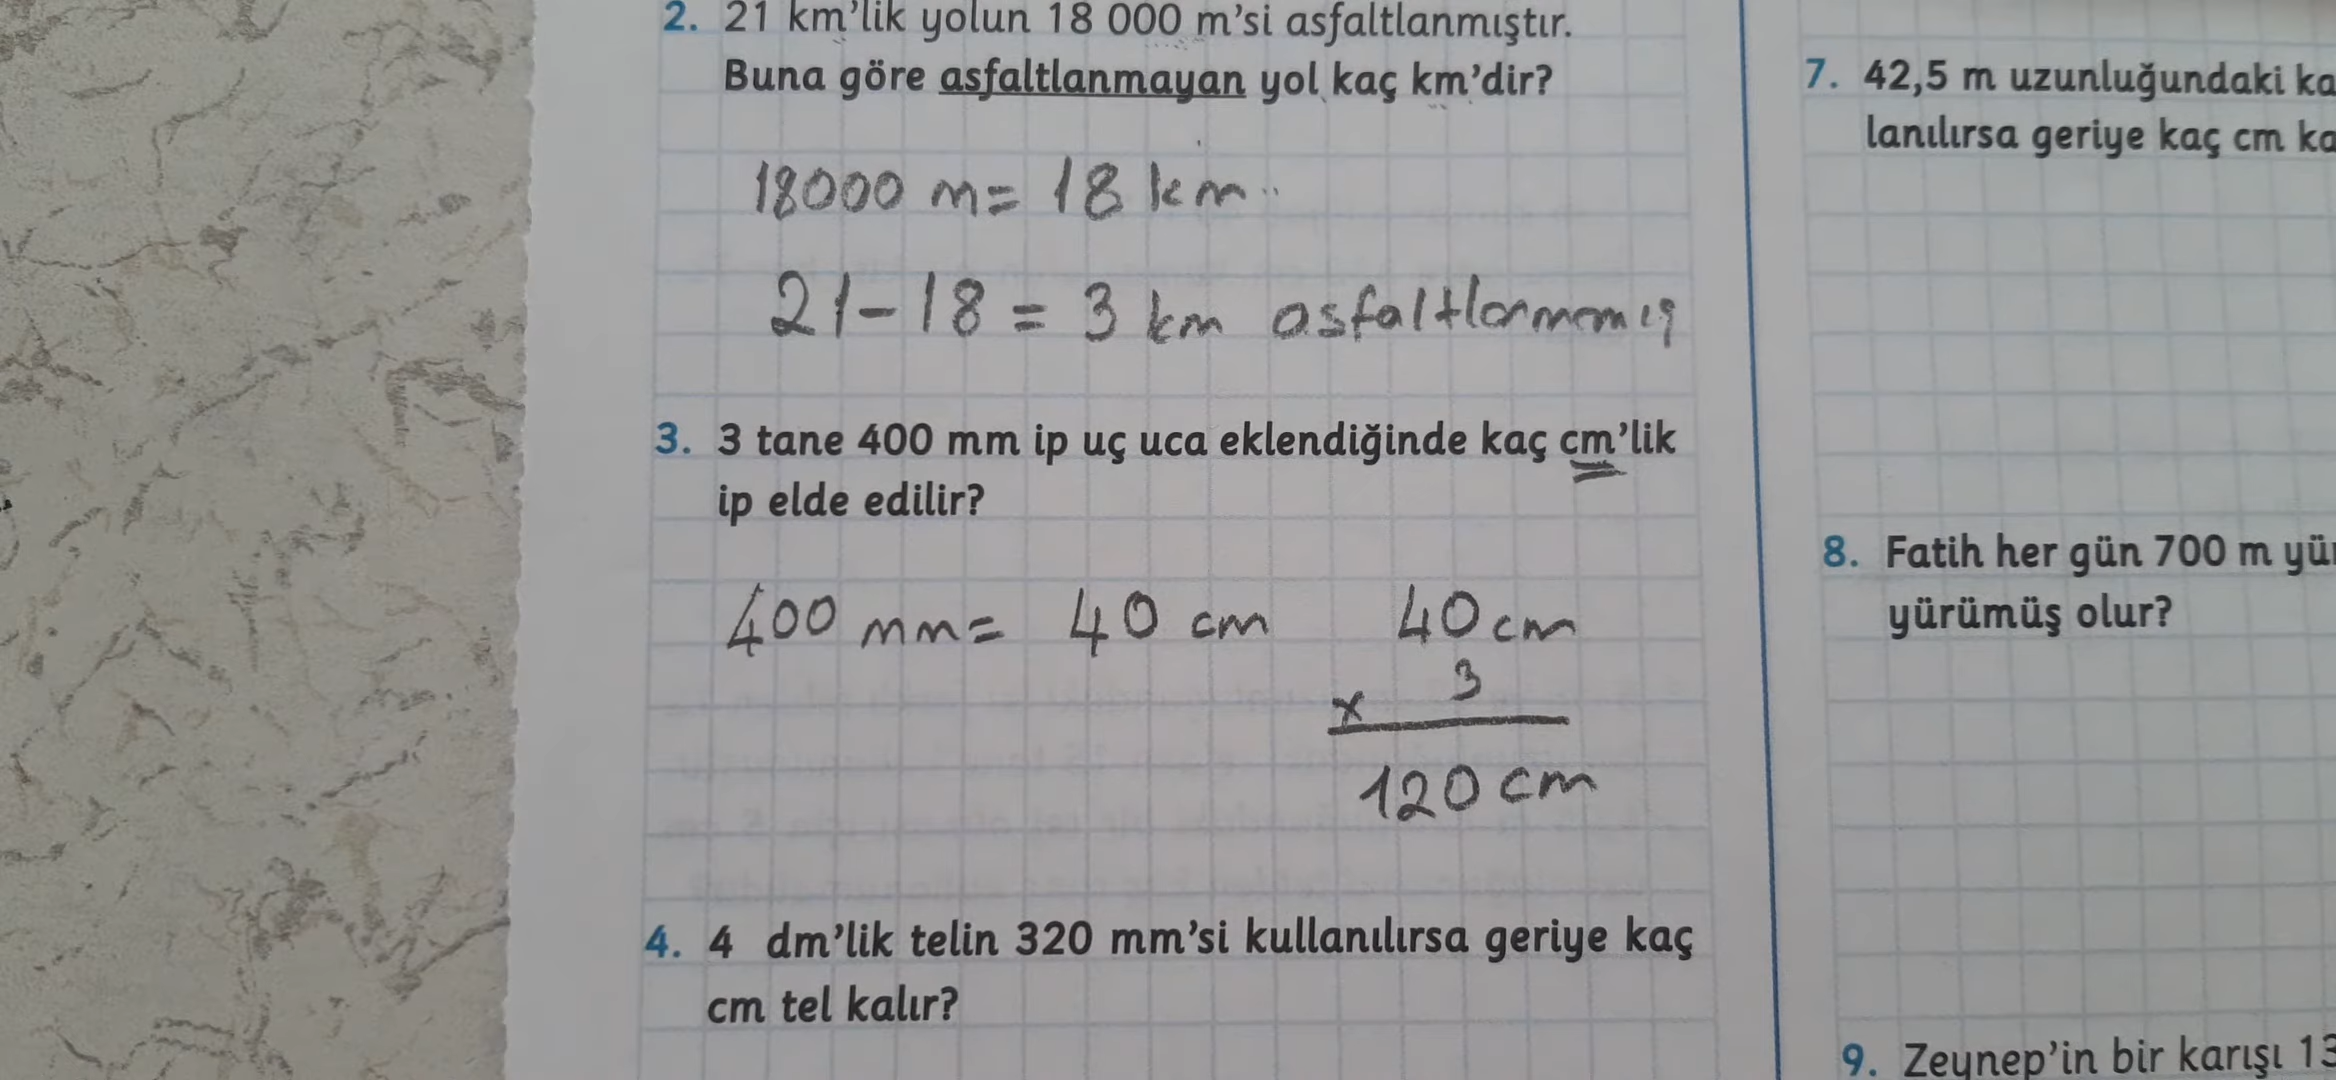 2. 21 km'lik yolun 18 000 m'si asfaltlanmıştır.
Buna göre asfaltlanmayan yol kaç km'dir?
18000 m= 18 km
21-18 = 3 km asfaltlanmamış
3. 3 tane 400 mm ip uç uca eklendiğinde kaç cm'lik
ip elde edilir?
400 mm= 40 cm
40 cm
x 3
120 cm
4. 4 dm'lik telin 320 mm'si kullanılırsa geriye kaç
cm tel kalır?
7. 42,5 m uzunluğundaki ka
lanılırsa geriye kaç cm ka
8. Fatih her gün 700 m yü
yürümüş olur?
9. Zeynep'in bir karışı 13